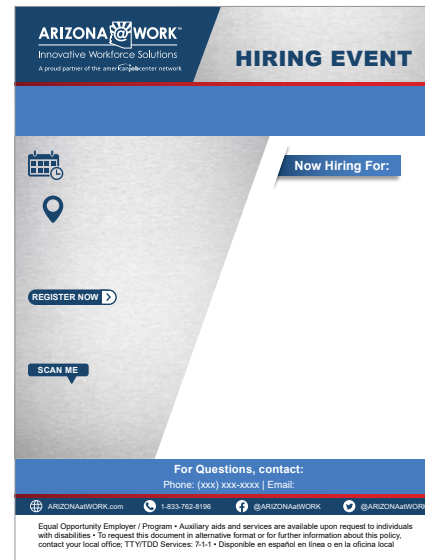 ARIZONA@WORK™
Innovative Workforce Solutions
A proud partner of the americanjobcenter network
HIRING EVENT
Now Hiring For:
REGISTER NOW
SCAN ME
For Questions, contact:
Phone: (xxx) xxx-xxxx | Email:
ARIZONAatWORK.com 1-833-762-8196 @ARIZONAatWORK @ARIZONAatWORK
Equal Opportunity Employer / Program • Auxiliary aids and services are available upon request to individuals
with disabilities • To request this document in alternative format or for further information about this policy,
contact your local office; TTY/TDD Services: 7-1-1 • Disponible en español en línea o en la oficina local